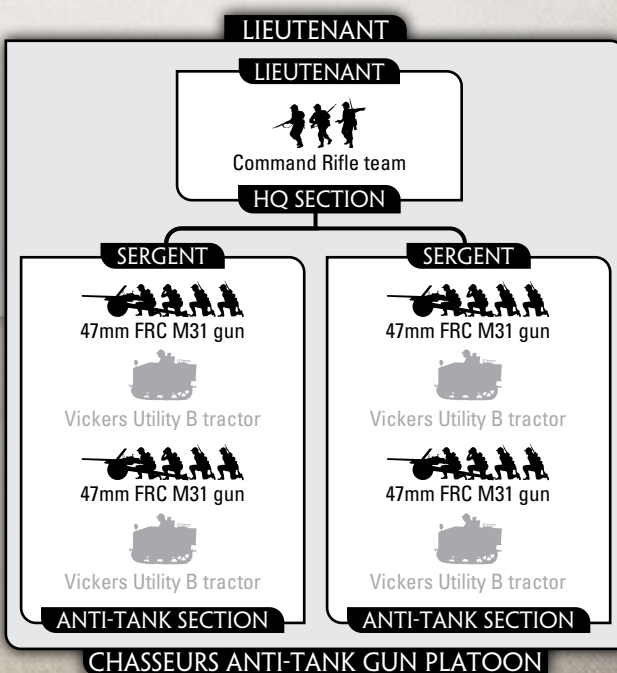 LIEUTENANT
LIEUTENANT
Command Rifle team
HQ SECTION
SERGENT
47mm FRC M31 gun
Vickers Utility B tractor
47mm FRC M31 gun
Vickers Utility B tractor
ANTI-TANK SECTION
SERGENT
47mm FRC M31 gun
Vickers Utility B tractor
47mm FRC M31 gun
Vickers Utility B tractor
ANTI-TANK SECTION
CHASSEURS ANTI-TANK GUN PLATOON